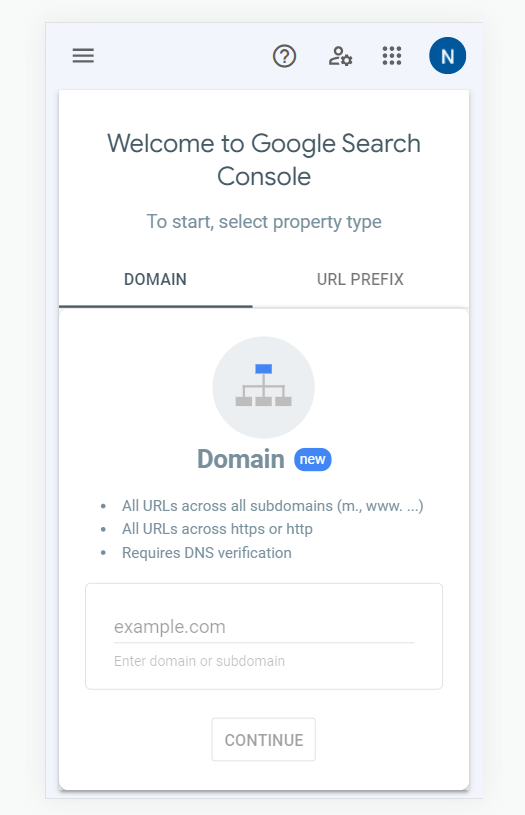 N
Welcome to Google Search
Console
To start, select property type
DOMAIN URL PREFIX
Domain new
• All URLs across all subdomains (m., www. ...)
• All URLs across https or http
• Requires DNS verification
example.com
Enter domain or subdomain
CONTINUE